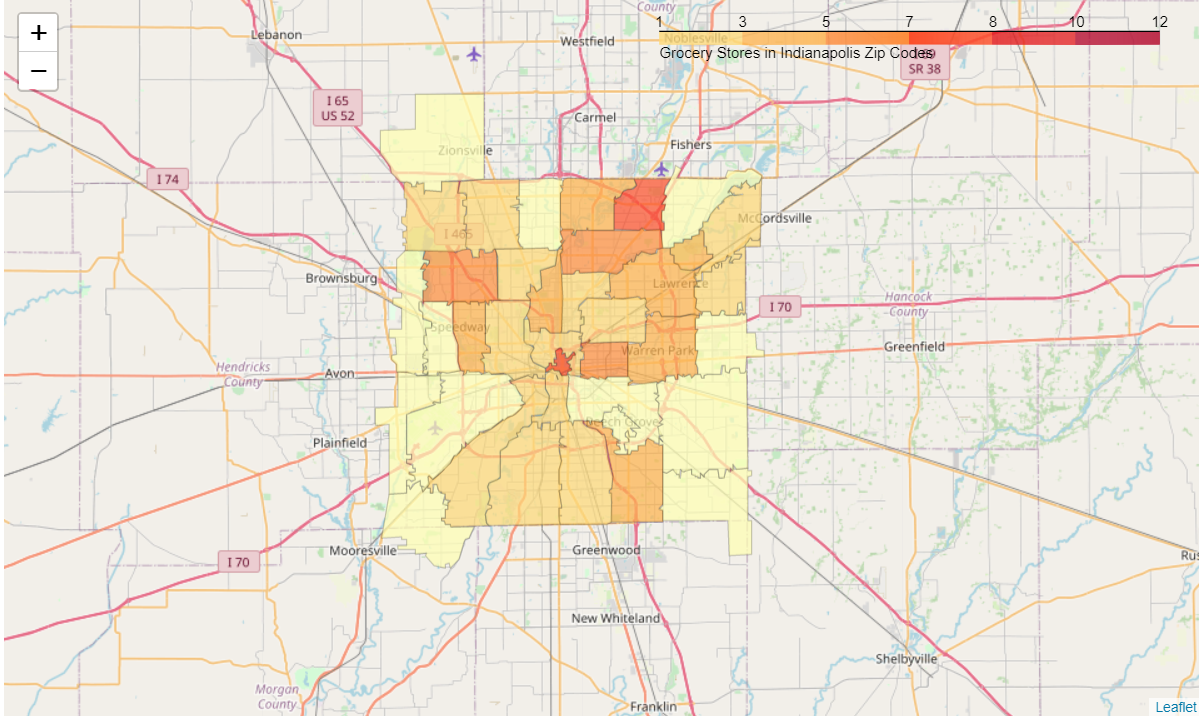 +
−
1 3 5 7 8 10 12
Grocery Stores in Indianapolis Zip Codes
County
Lebanon
Westfield
Noblesville
I 69
SR 38
I 65
US 52
Carmel
Zionsville
Fishers
I 74
McCordsville
I 465
Brownsburg
Lawrence
Hancock
County
I 70
Speedway
Warren Park
Greenfield
Hendricks
County
Avon
Beech Grove
Plainfield
Mooresville
Greenwood
I 70
Rus
New Whiteland
Shelbyville
Morgan
County
Franklin
Leaflet